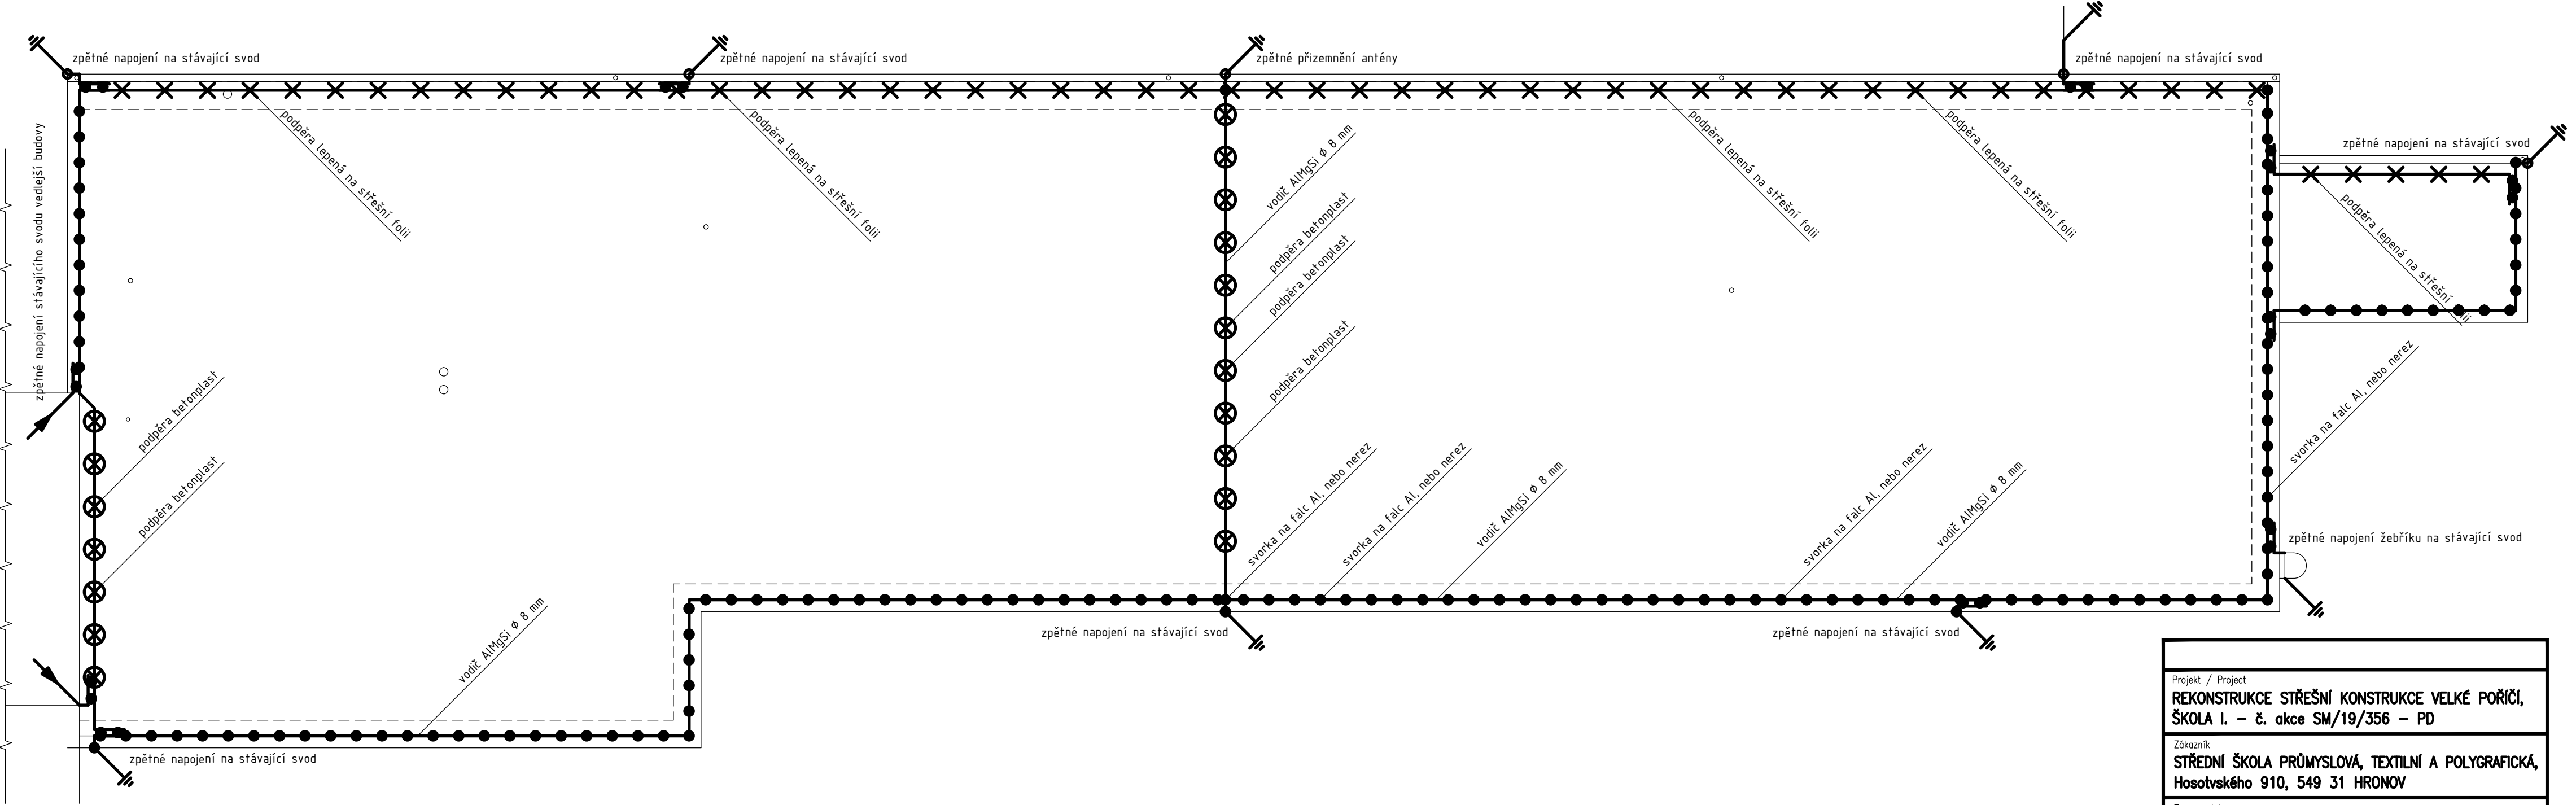 zpětné napojení na stávající svod
zpětné napojení na stávající svod
zpětné přizemnění antény
zpětné napojení na stávající svod
zpětné napojení na stávající svod
zpětné napojení stávajícího svodu vedlejší budovy
podpěra lepená na střešní folii
podpěra lepená na střešní folii
vodič AlMgSi ϕ 8 mm
podpěra betonplast
podpěra betonplast
podpěra betonplast
podpěra lepená na střešní folii
podpěra lepená na střešní folii
podpěra lepená na střešní
podpěra betonplast
podpěra betonplast
svorka na falc Al, nebo nerez
svorka na falc Al, nebo nerez
vodič AlMgSi ϕ 8 mm
svorka na falc Al, nebo nerez
vodič AlMgSi ϕ 8 mm
svorka na falc Al, nebo nerez
zpětné napojení žebříku na stávající svod
vodič AlMgSi ϕ 8 mm
zpětné napojení na stávající svod
zpětné napojení na stávající svod
zpětné napojení na stávající svod
Projekt / Project
REKONSTRUKCE STŘEŠNÍ KONSTRUKCE VELKÉ POŘÍČÍ,
ŠKOLA I. – č. akce SM/19/356 – PD
Zákazník
STŘEDNÍ ŠKOLA PRŮMYSLOVÁ, TEXTILNÍ A POLYGRAFICKÁ,
Hosotvského 910, 549 31 HRONOV